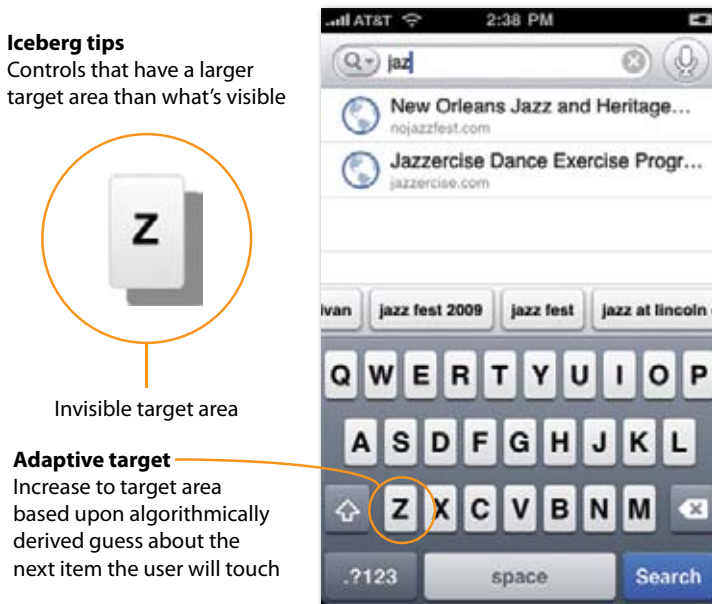 Iceberg tips
Controls that have a larger
target area than what's visible
Z
Invisible target area
Adaptive target
Increase to target area
based upon algorithmically
derived guess about the
next item the user will touch
AT&T 2:38 PM
jaz
New Orleans Jazz and Heritage...
nojazzfest.com
Jazzercise Dance Exercise Progr...
jazzercise.com
ivan jazz fest 2009 jazz fest jazz at lincoln
Q W E R T Y U I O P
A S D F G H J K L
Z X C V B N M
.?123 space Search